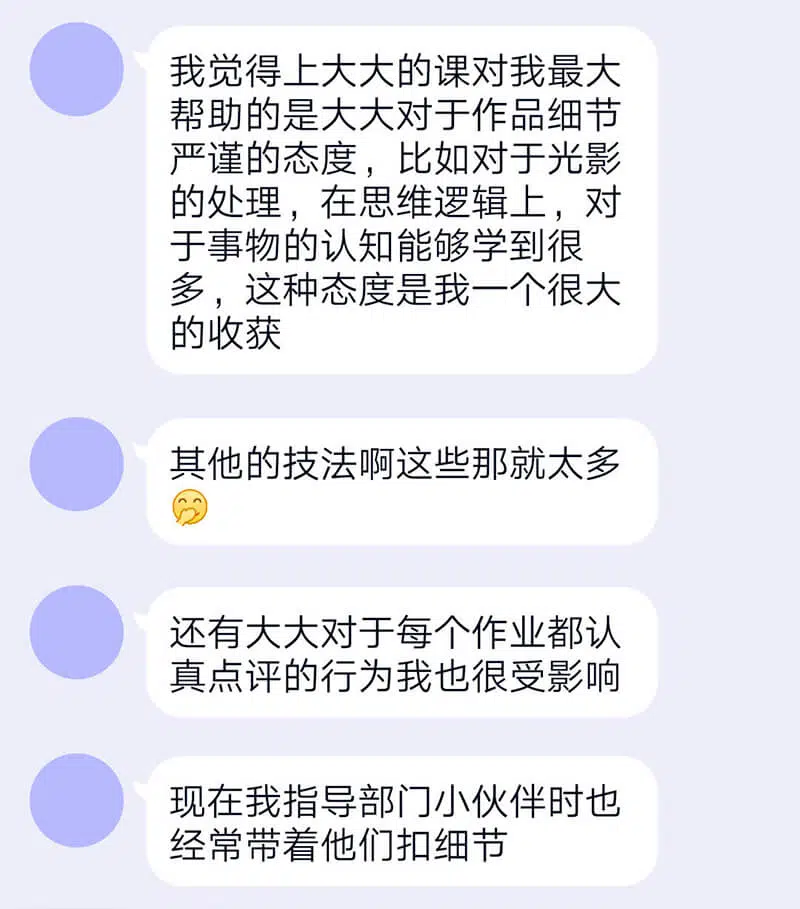 我觉得上大大的课对我最大
帮助的是大大对于作品细节
严谨的态度，比如对于光影
的处理，在思维逻辑上，对
于事物的认知能够学到很
多，这种态度是我一个很大
的收获
其他的技法啊这些那就太多
🤭
还有大大对于每个作业都认
真点评的行为我也很受影响
现在我指导部门小伙伴时也
经常带着他们扣细节